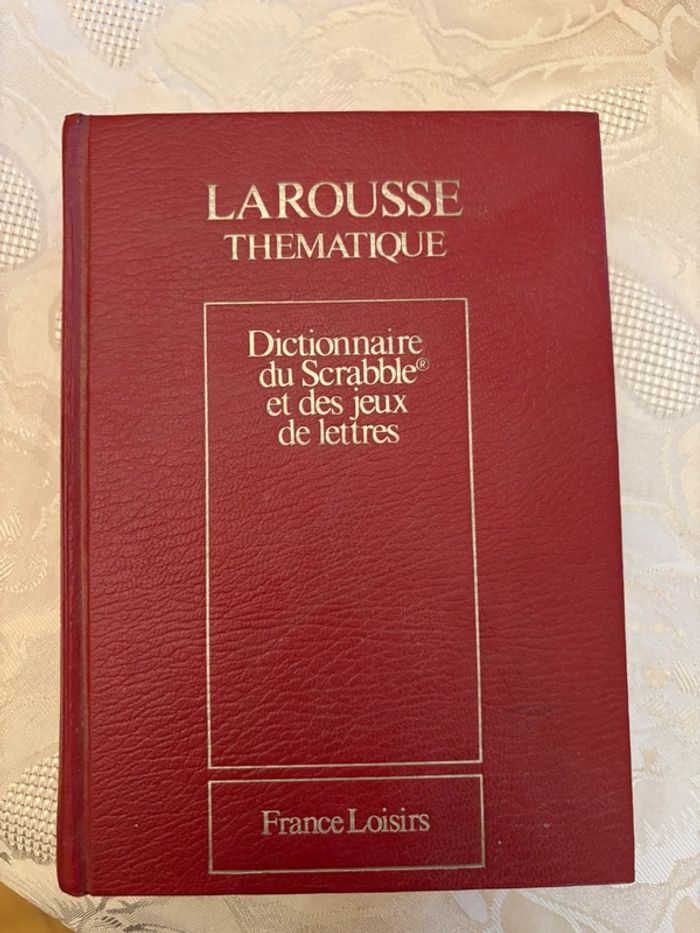 LAROUSSE
THEMATIQUE
Dictionnaire
du Scrabble®
et des jeux
de lettres
France Loisirs